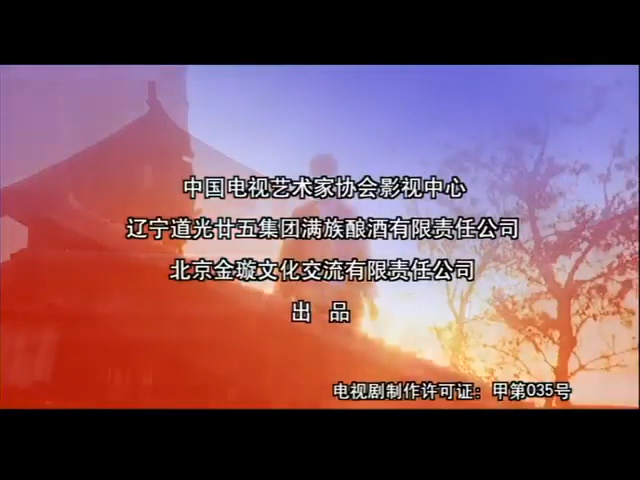 中国电视艺术家协会影视中心
辽宁道光廿五集团满族酿酒有限责任公司
北京金璇文化交流有限责任公司
出 品
电视剧制作许可证：甲第035号